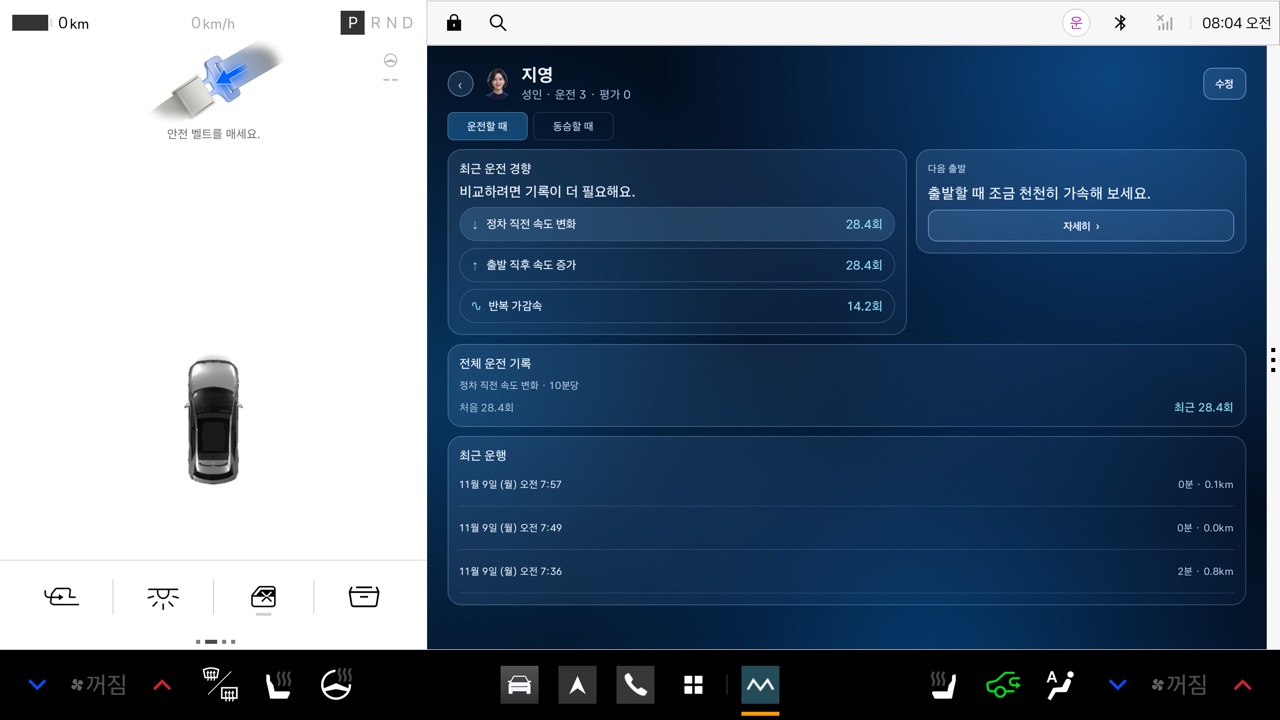 0 km
0 km/h
P R N D
--
안전 벨트를 매세요.
운
08:04 오전
‹
지영
성인 · 운전 3 · 평가 0
수정
운전할 때
동승할 때
최근 운전 경향
비교하려면 기록이 더 필요해요.
↓ 정차 직전 속도 변화 28.4회
↑ 출발 직후 속도 증가 28.4회
∿ 반복 가감속 14.2회
다음 출발
출발할 때 조금 천천히 가속해 보세요.
자세히 ›
전체 운전 기록
정차 직전 속도 변화 · 10분당
처음 28.4회 최근 28.4회
최근 운행
11월 9일 (월) 오전 7:57 0분 · 0.1km
11월 9일 (월) 오전 7:49 0분 · 0.0km
11월 9일 (월) 오전 7:36 2분 · 0.8km
꺼짐
A
꺼짐